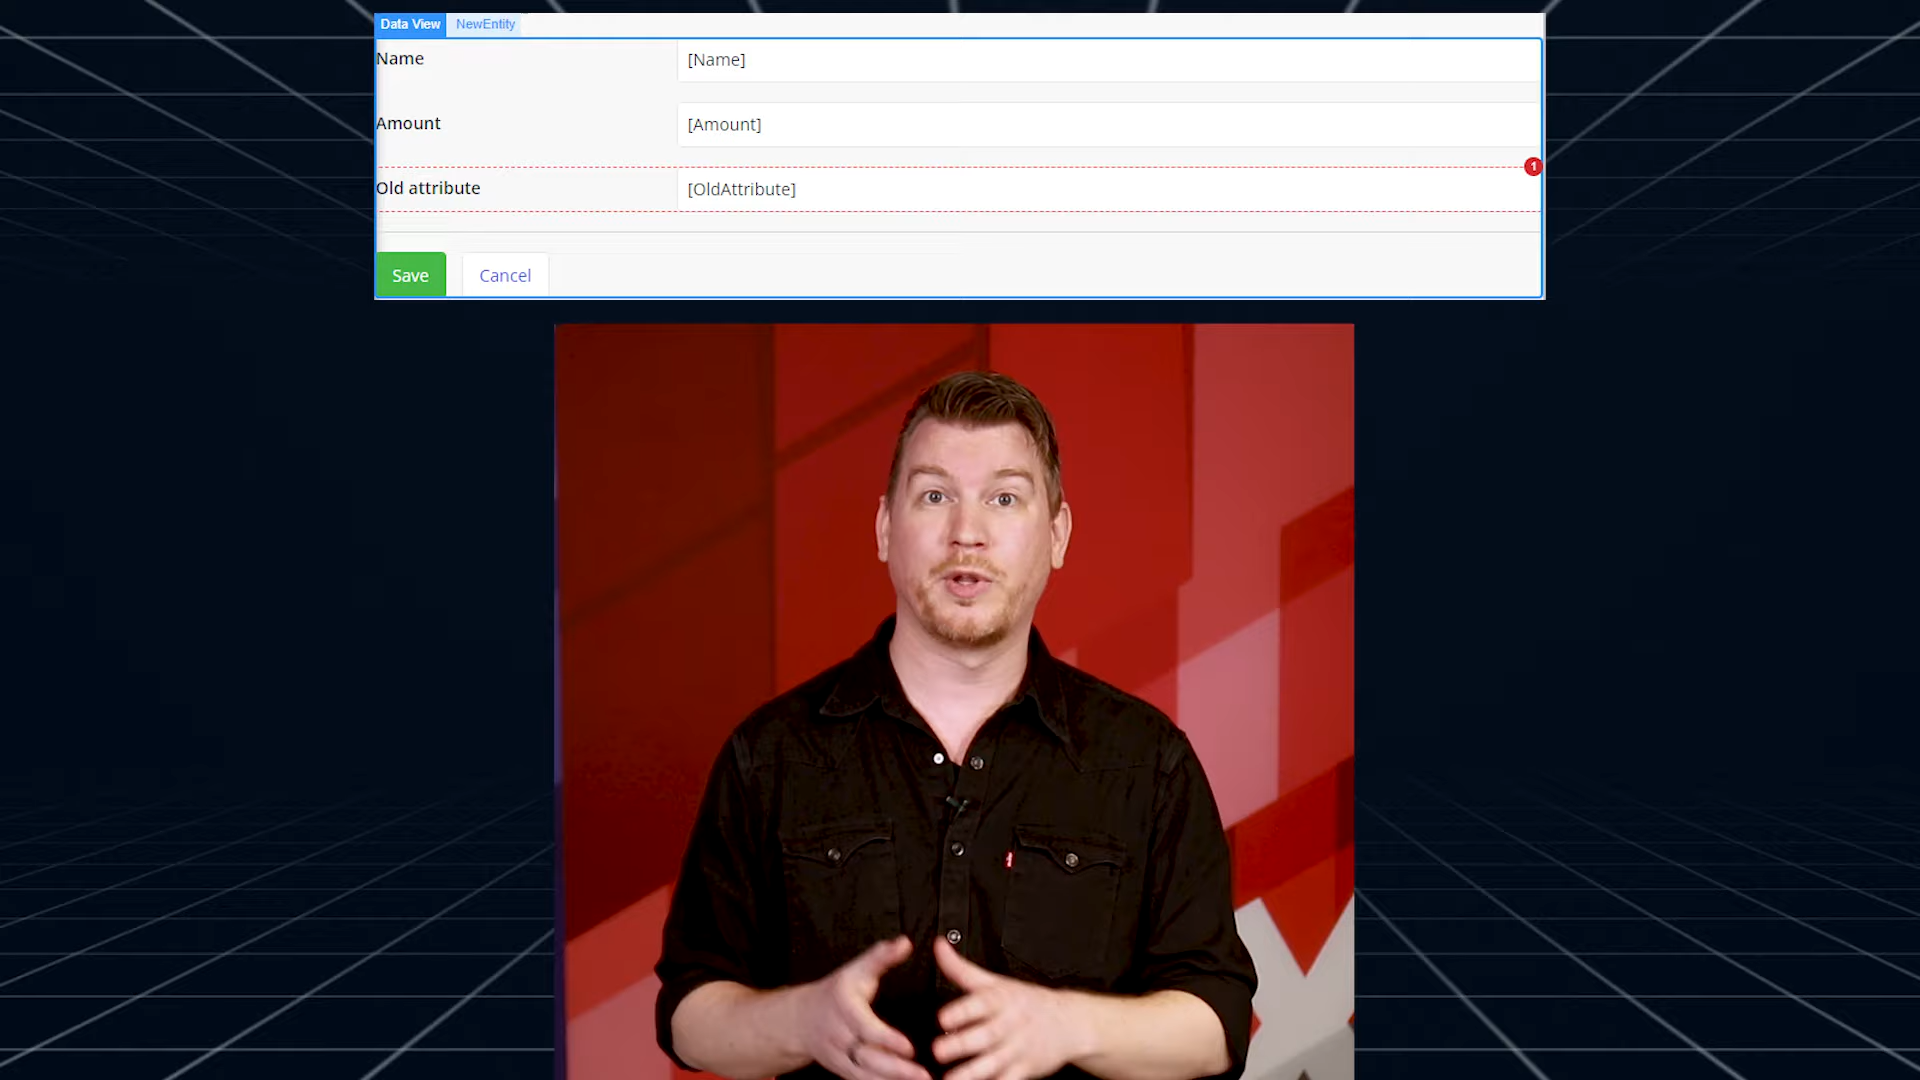 Data View NewEntity
Name [Name]
Amount [Amount]
1
Old attribute [OldAttribute]
Save Cancel